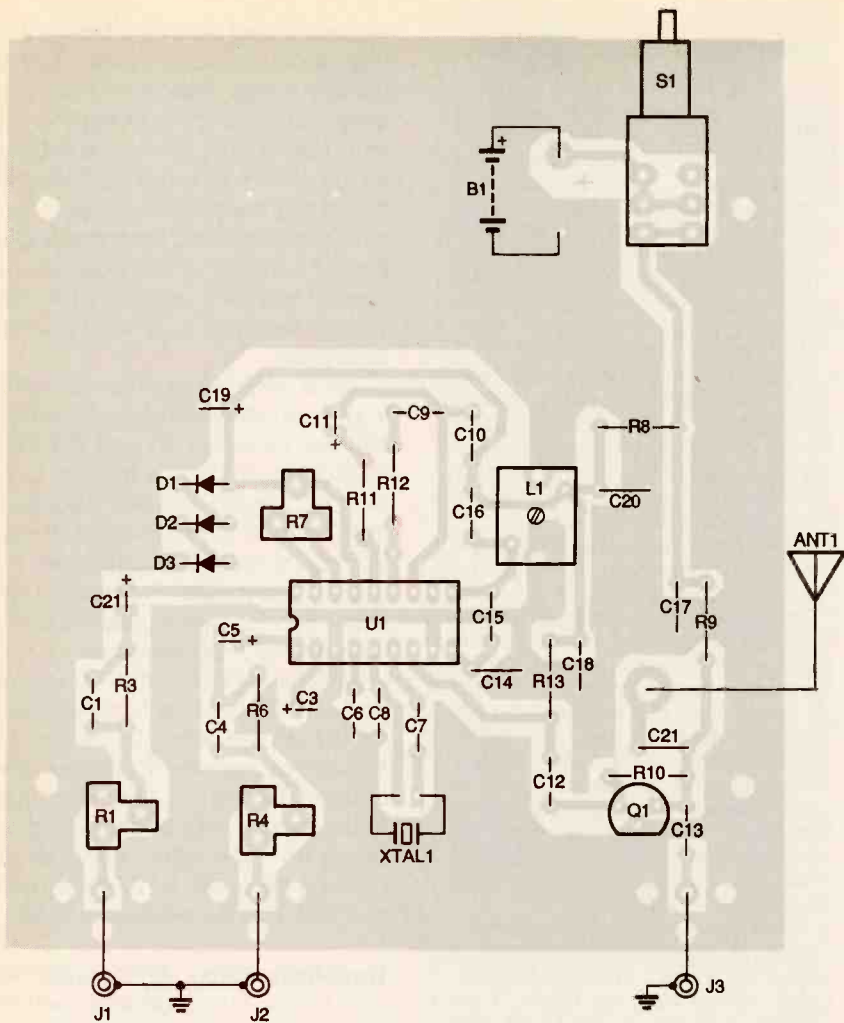 S1
+
B1
C19
+
C11
+
C9
C10
R8
D1
D2
D3
R7
R11
R12
C16
L1
C20
ANT1
+
C21
U1
C15
C17
R9
C5
+
C1
R3
C4
R6
+
C3
C6
C8
C7
C14
R13
C18
C21
C12
R10
Q1
C13
R1
R4
XTAL1
J1
J2
J3